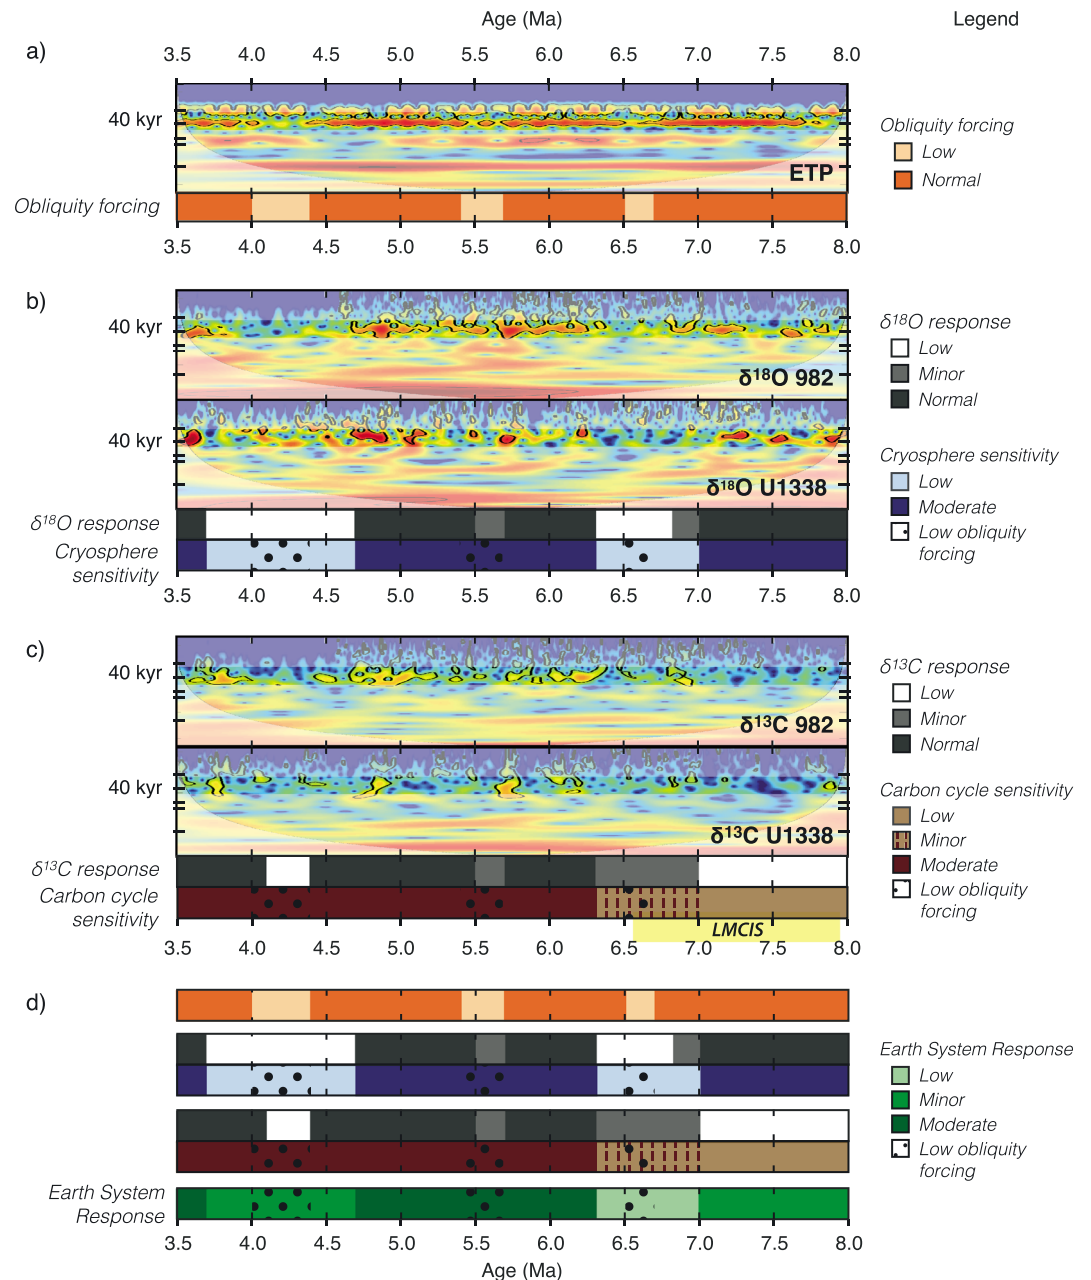 Age (Ma)
Legend
a)
3.5 4.0 4.5 5.0 5.5 6.0 6.5 7.0 7.5 8.0
40 kyr
ETP
Obliquity forcing
3.5 4.0 4.5 5.0 5.5 6.0 6.5 7.0 7.5 8.0
Obliquity forcing
Low
Normal
b)
40 kyr
δ18O 982
40 kyr
δ18O U1338
δ18O response
Cryosphere
sensitivity
3.5 4.0 4.5 5.0 5.5 6.0 6.5 7.0 7.5 8.0
δ18O response
Low
Minor
Normal
Cryosphere sensitivity
Low
Moderate
Low obliquity
forcing
c)
40 kyr
δ13C 982
40 kyr
δ13C U1338
δ13C response
Carbon cycle
sensitivity
LMCIS
3.5 4.0 4.5 5.0 5.5 6.0 6.5 7.0 7.5 8.0
δ13C response
Low
Minor
Normal
Carbon cycle sensitivity
Low
Minor
Moderate
Low obliquity
forcing
d)
Earth System
Response
3.5 4.0 4.5 5.0 5.5 6.0 6.5 7.0 7.5 8.0
Age (Ma)
Earth System Response
Low
Minor
Moderate
Low obliquity
forcing